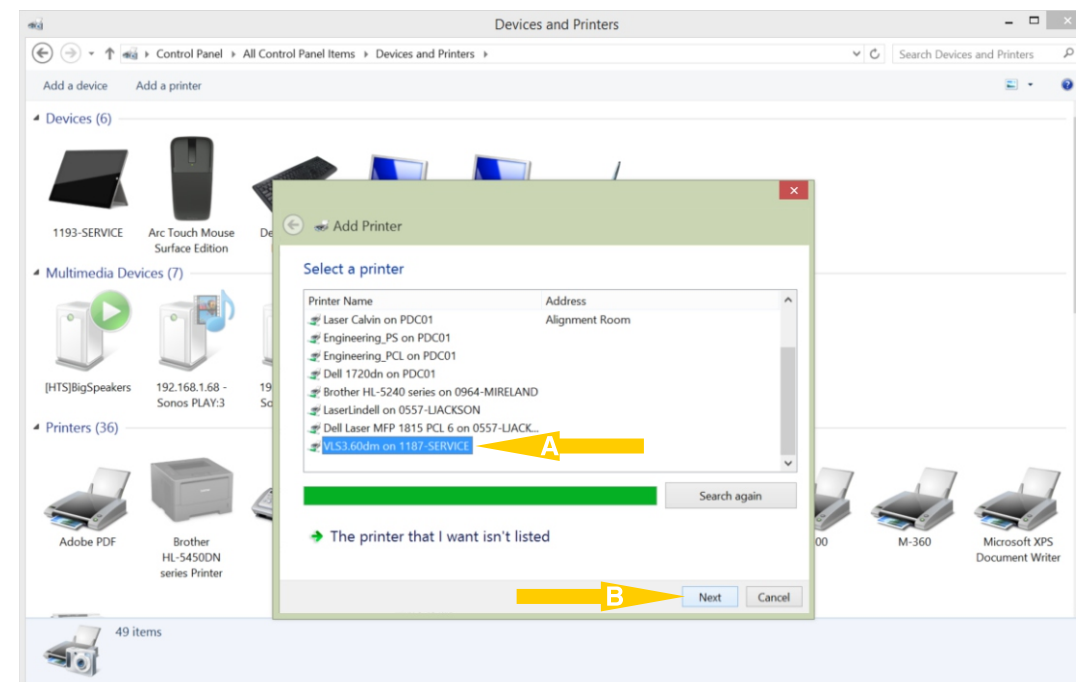 Devices and Printers
Control Panel All Control Panel Items Devices and Printers
Search Devices and Printers
Add a device Add a printer
Devices (6)
1193-SERVICE
Arc Touch Mouse
Surface Edition
De
Multimedia Devices (7)
[HTS]BigSpeakers
192.168.1.68 -
Sonos PLAY:3
19
So
Printers (36)
Adobe PDF
Brother
HL-5450DN
series Printer
00
M-360
Microsoft XPS
Document Writer
49 items
Add Printer
Select a printer
Printer Name Address
Laser Calvin on PDC01 Alignment Room
Engineering_PS on PDC01
Engineering_PCL on PDC01
Dell 1720dn on PDC01
Brother HL-5240 series on 0964-MIRELAND
LaserLindell on 0557-LJACKSON
Dell Laser MFP 1815 PCL 6 on 0557-LJACK...
VLS3.60dm on 1187-SERVICE
A
Search again
The printer that I want isn't listed
B
Next Cancel